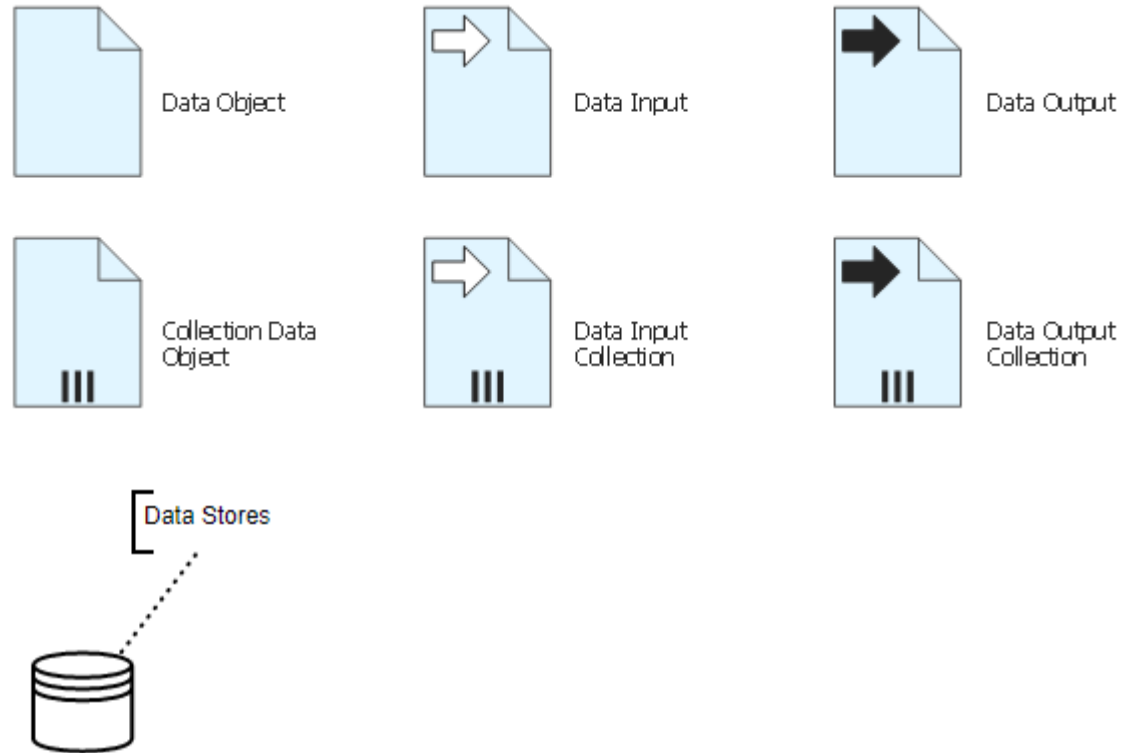 Data Object
Data Input
Data Output
Collection Data
Object
Data Input
Collection
Data Output
Collection
Data Stores